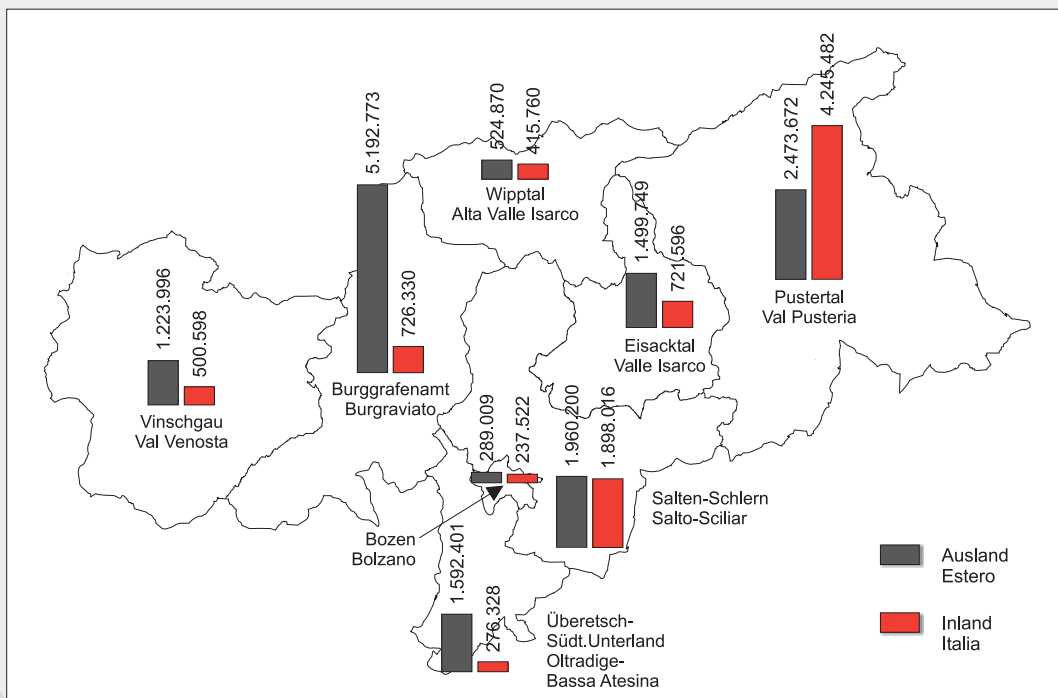 5.192.773
726.330
Burggrafenamt
Burgraviato
524.870
415.760
Wipptal
Alta Valle Isarco
2.473.672
4.245.482
Pustertal
Val Pusteria
1.499.749
721.596
Eisacktal
Valle Isarco
1.223.996
500.598
Vinschgau
Val Venosta
289.009
237.522
Bozen
Bolzano
1.960.200
1.898.016
Salten-Schlern
Salto-Sciliar
1.592.401
276.328
Überetsch-
Südt.Unterland
Oltradige-
Bassa Atesina
Ausland
Estero
Inland
Italia